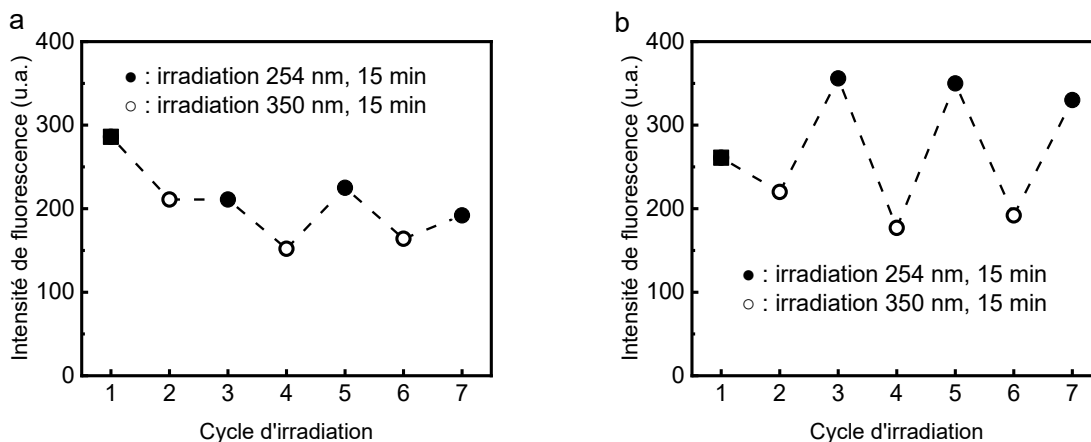 a
Intensité de fluorescence (u.a.)
400
300
200
100
0
● : irradiation 254 nm, 15 min
○ : irradiation 350 nm, 15 min
1 2 3 4 5 6 7
Cycle d'irradiation
b
Intensité de fluorescence (u.a.)
400
300
200
100
0
● : irradiation 254 nm, 15 min
○ : irradiation 350 nm, 15 min
1 2 3 4 5 6 7
Cycle d'irradiation